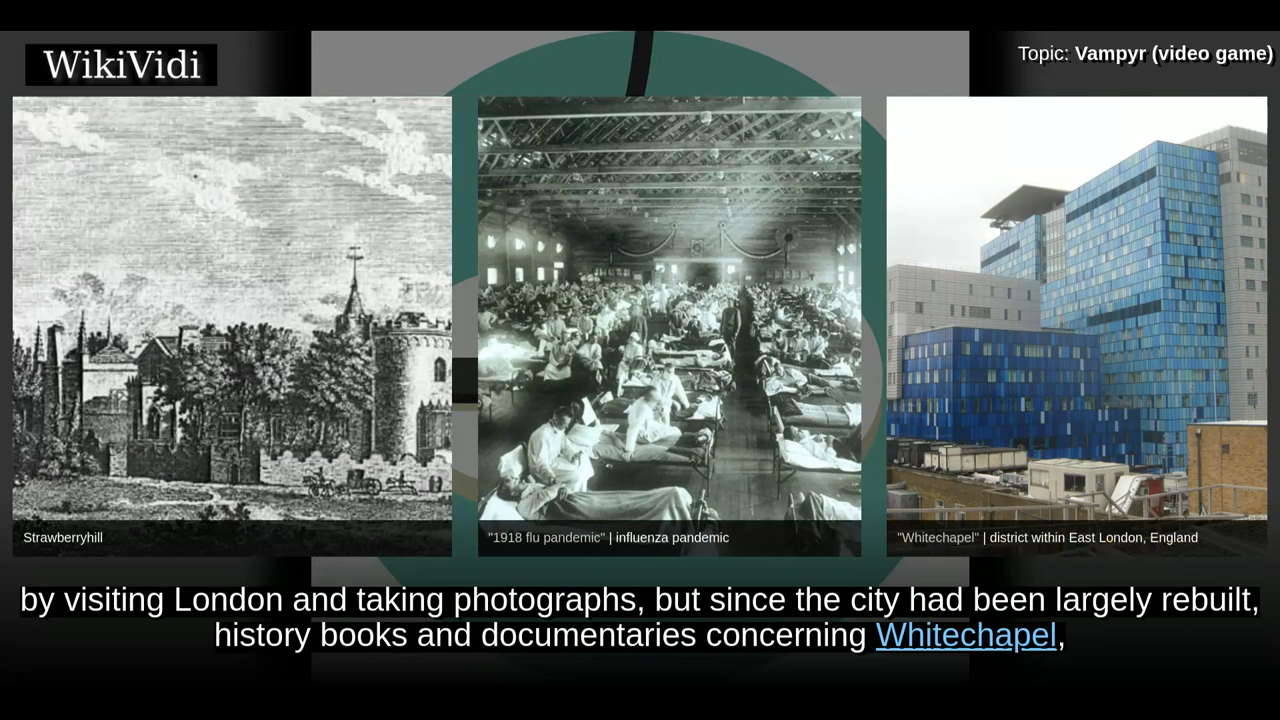 WikiVidi
Topic: Vampyr (video game)
Strawberryhill
"1918 flu pandemic" | influenza pandemic
"Whitechapel" | district within East London, England
by visiting London and taking photographs, but since the city had been largely rebuilt,
history books and documentaries concerning Whitechapel,